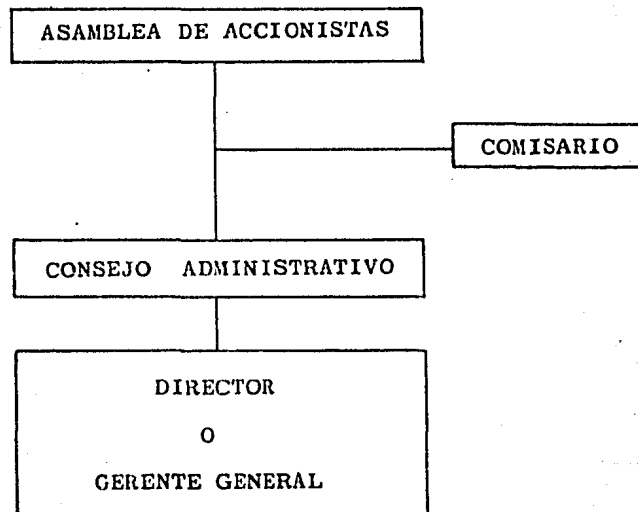 ASAMBLEA DE ACCIONISTAS
COMISARIO
CONSEJO ADMINISTRATIVO
DIRECTOR
O
GERENTE GENERAL